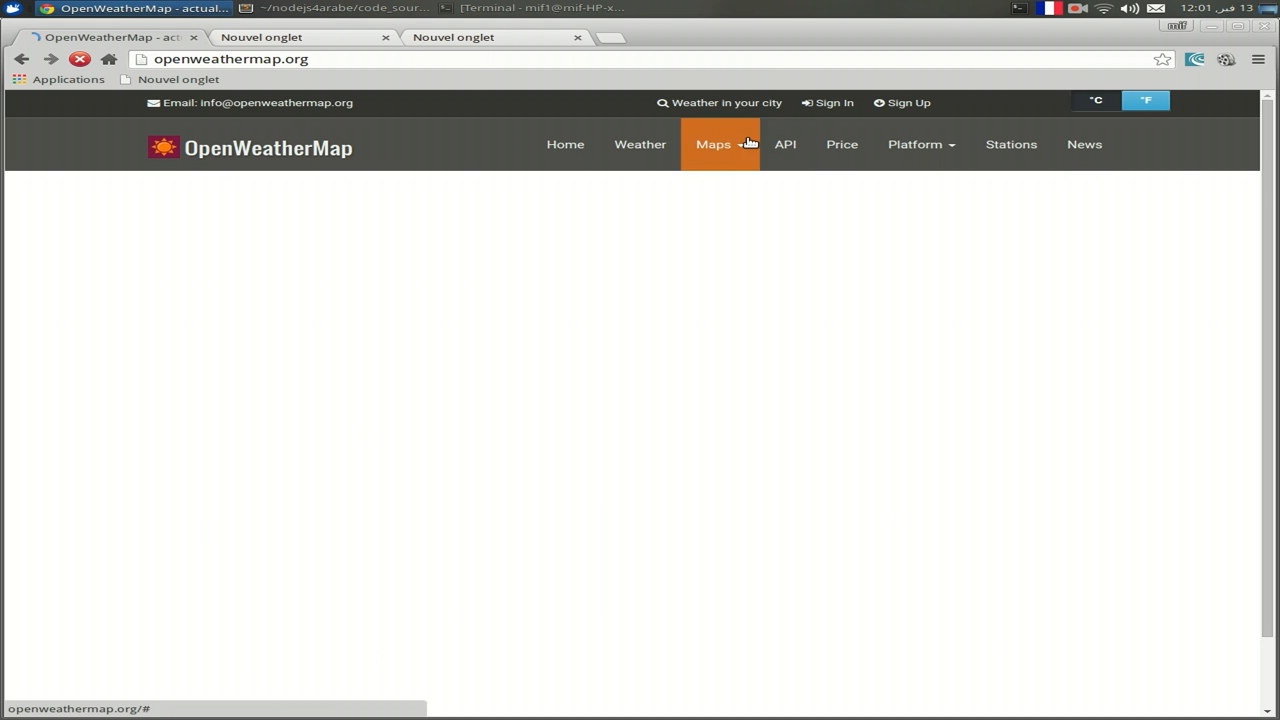 OpenWeatherMap - actual...
~/nodejs4arabe/code_sour...
[Terminal - mif1@mif-HP-x...
12:01 13 فبر,
OpenWeatherMap - act
Nouvel onglet
Nouvel onglet
mif
openweathermap.org
Applications
Nouvel onglet
Email: info@openweathermap.org
Weather in your city
Sign In
Sign Up
°C
°F
OpenWeatherMap
Home
Weather
Maps
API
Price
Platform
Stations
News
openweathermap.org/#